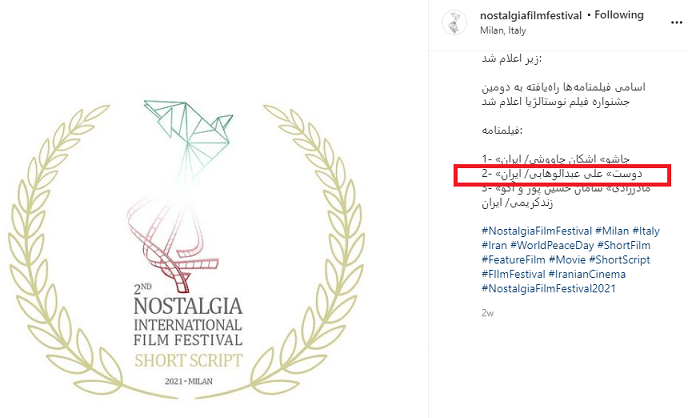 2ND
NOSTALGIA
INTERNATIONAL
FILM FESTIVAL
SHORT SCRIPT
2021 • MILAN
nostalgiafilmfestival • Following
Milan, Italy
زیر اعلام شد:
اسامی فیلمنامه‌ها راه‌یافته به دومین
جشنواره فیلم نوستالژیا اعلام شد
فیلمنامه:
1- «جاشو» اشکان چاووشی/ ایران
2- «دوست» علی عبدالوهابی/ ایران
3- «مادرزادی» سامان حسین پور و آکو
زندکریمی/ ایران
#NostalgiaFilmFestival #Milan #Italy
#Iran #WorldPeaceDay #ShortFilm
#FeatureFilm #Movie #ShortScript
#FIlmFestival #IranianCinema
#NostalgiaFilmFestival2021
2w